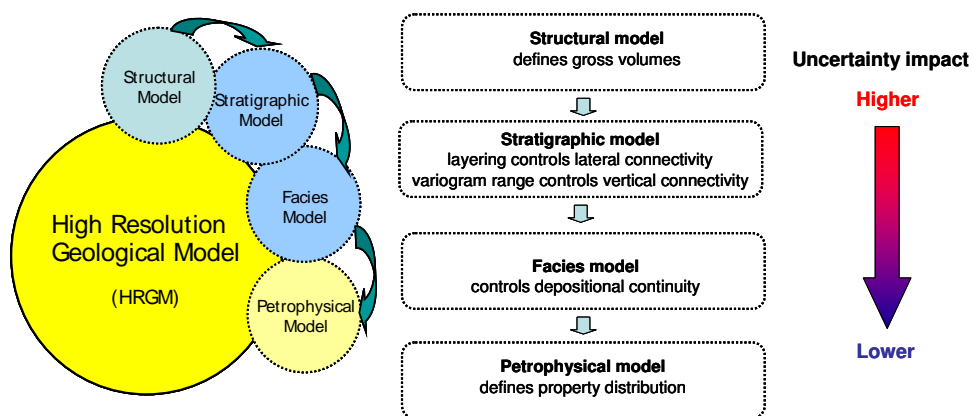 Structural
Model
Stratigraphic
Model
Facies
Model
Petrophysical
Model
High Resolution
Geological Model
(HRGM)
Structural model
defines gross volumes
Stratigraphic model
layering controls lateral connectivity
variogram range controls vertical connectivity
Facies model
controls depositional continuity
Petrophysical model
defines property distribution
Uncertainty impact
Higher
Lower